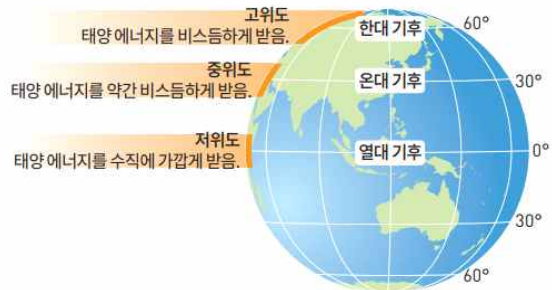 고위도
태양 에너지를 비스듬하게 받음.
한대 기후
60°
중위도
태양 에너지를 약간 비스듬하게 받음.
온대 기후
30°
저위도
태양 에너지를 수직에 가깝게 받음.
열대 기후
0°
30°
60°